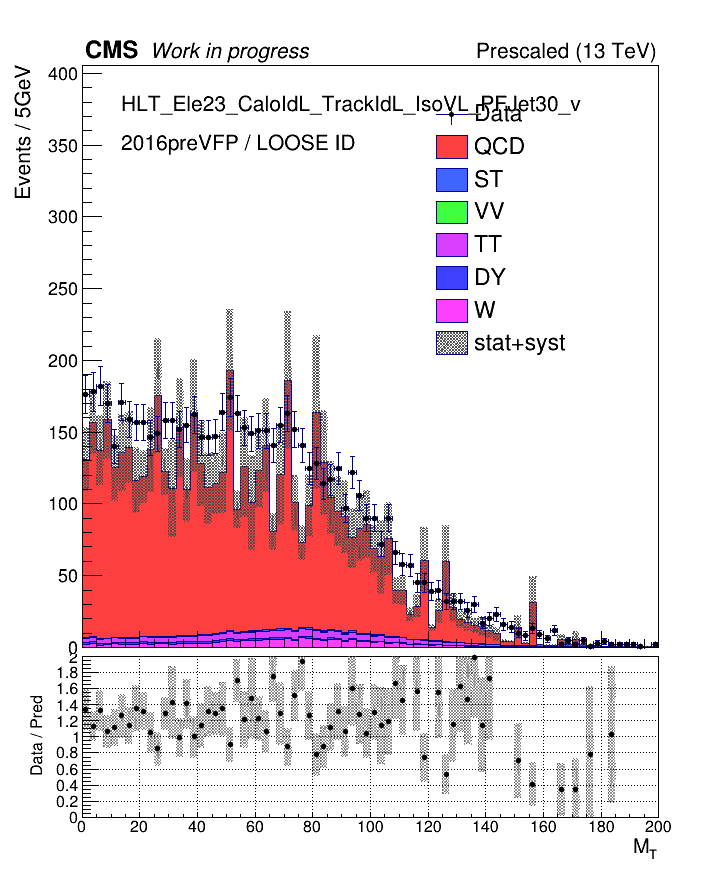 CMS Work in progress Prescaled (13 TeV)
Events / 5GeV
400
350
300
250
200
150
100
50
0
HLT_Ele23_CaloIdL_TrackIdL_IsoVL_PFJet30_v
2016preVFP / LOOSE ID
Data
QCD
ST
VV
TT
DY
W
stat+syst
Data / Pred
2
1.8
1.6
1.4
1.2
1
0.8
0.6
0.4
0.2
0
0 20 40 60 80 100 120 140 160 180 200
M_T